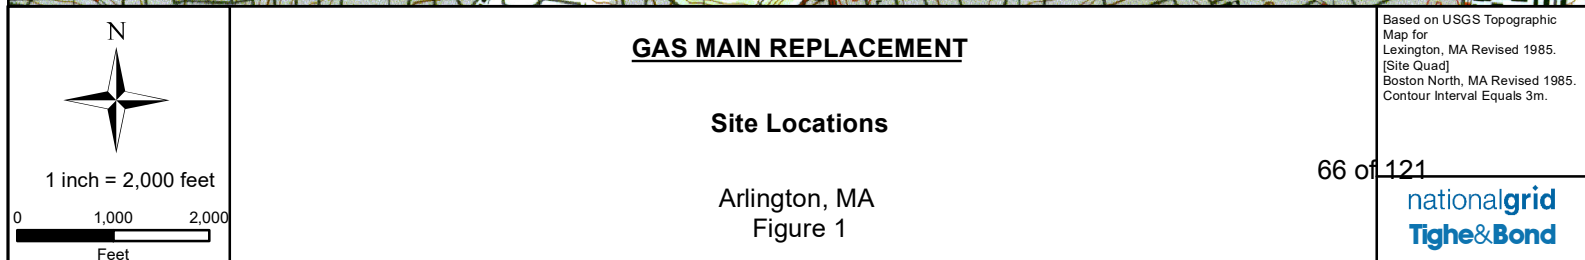 N
1 inch = 2,000 feet
0 1,000 2,000
Feet
GAS MAIN REPLACEMENT
Site Locations
Arlington, MA
Figure 1
Based on USGS Topographic
Map for
Lexington, MA Revised 1985.
[Site Quad]
Boston North, MA Revised 1985.
Contour Interval Equals 3m.
66 of 121
nationalgrid
Tighe&Bond